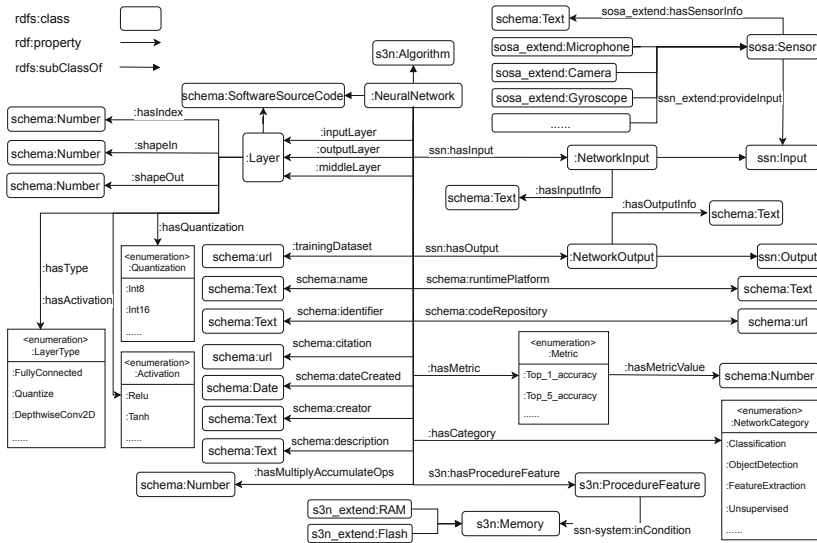 rdfs:class
rdf:property
rdfs:subClassOf
s3n:Algorithm
schema:SoftwareSourceCode
:NeuralNetwork
schema:Text
sosa_extend:hasSensorInfo
sosa_extend:Microphone
sosa:Sensor
sosa_extend:Camera
sosa_extend:Gyroscope
ssn_extend:provideInput
......
schema:Number
:hasIndex
schema:Number
:shapeIn
schema:Number
:shapeOut
:Layer
:inputLayer
:outputLayer
:middleLayer
ssn:hasInput
:NetworkInput
ssn:Input
schema:Text
:hasInputInfo
:hasOutputInfo
schema:Text
:hasQuantization
:hasType
:hasActivation
<<enumeration>
:Quantization
:Int8
:Int16
......
schema:url
:trainingDataset
ssn:hasOutput
:NetworkOutput
ssn:Output
schema:Text
schema:name
schema:runtimePlatform
schema:Text
schema:Text
schema:identifier
schema:codeRepository
schema:url
<enumeration>
:LayerType
:FullyConnected
:Quantize
:DepthwiseConv2D
......
<enumeration>
:Activation
:Relu
:Tanh
......
schema:url
schema:citation
schema:Date
schema:dateCreated
schema:Text
schema:creator
schema:Text
schema:description
:hasMetric
<enumeration>
:Metric
:Top_1_accuracy
:Top_5_accuracy
......
:hasMetricValue
schema:Number
:hasCategory
<enumeration>
:NetworkCategory
:Classification
:ObjectDetection
:FeatureExtraction
:Unsupervised
......
schema:Number
:hasMultiplyAccumulateOps
s3n:hasProcedureFeature
s3n:ProcedureFeature
s3n_extend:RAM
s3n_extend:Flash
s3n:Memory
ssn-system:inCondition